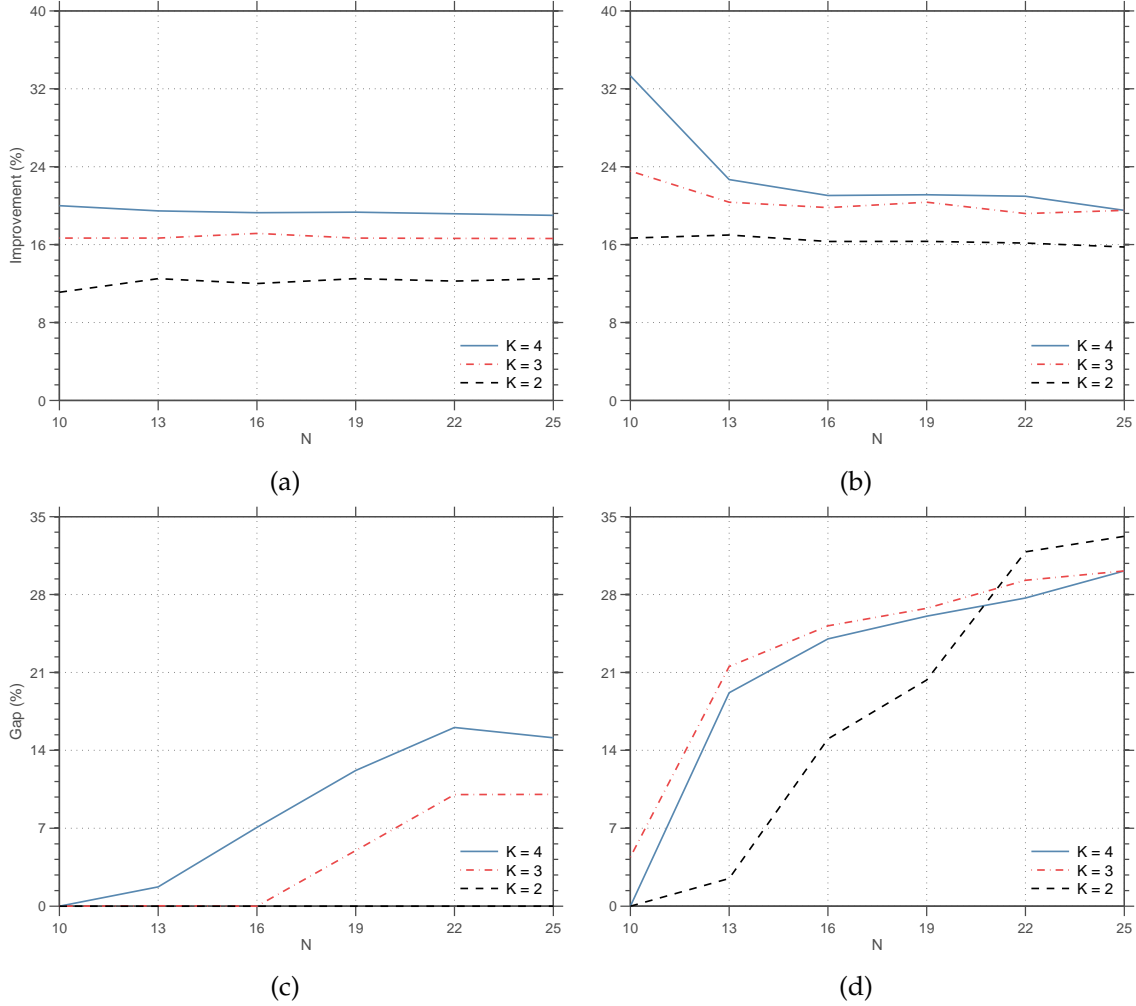 40
32
24
16
8
0
Improvement (%)
10 13 16 19 22 25
N
K = 4
K = 3
K = 2
(a)
40
32
24
16
8
0
10 13 16 19 22 25
N
K = 4
K = 3
K = 2
(b)
35
28
21
14
7
0
Gap (%)
10 13 16 19 22 25
N
K = 4
K = 3
K = 2
(c)
35
28
21
14
7
0
10 13 16 19 22 25
N
K = 4
K = 3
K = 2
(d)